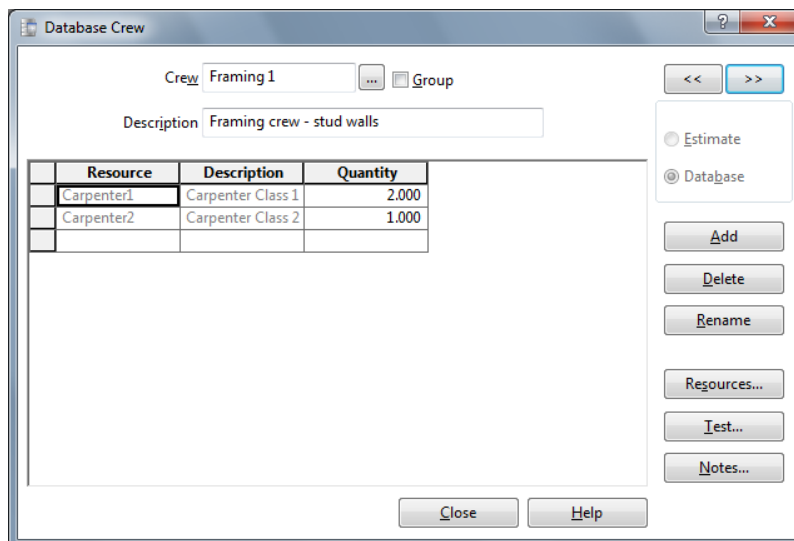 Database Crew
?
Crew Framing 1 ... Group
<< >>
Description Framing crew - stud walls
Estimate
Database
Resource Description Quantity
Carpenter1 Carpenter Class 1 2.000
Carpenter2 Carpenter Class 2 1.000
Add
Delete
Rename
Resources...
Test...
Notes...
Close Help